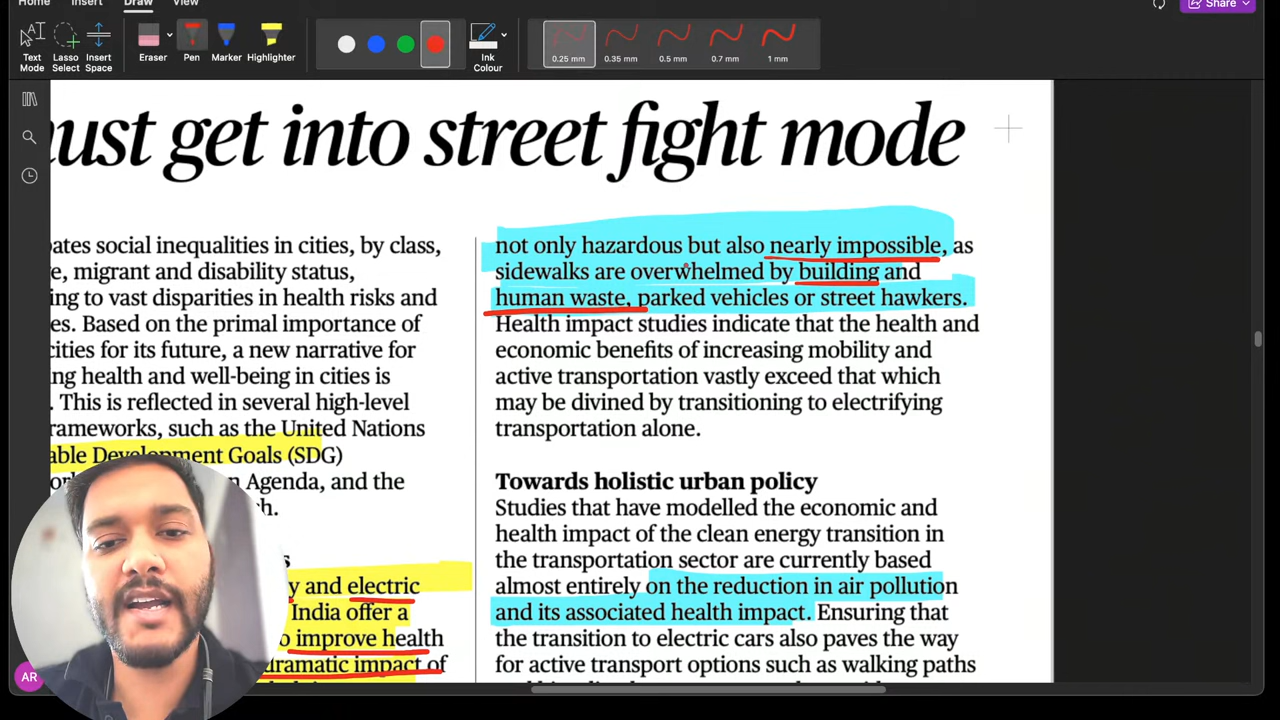 Home Insert Draw View
Share
Text Mode
Lasso Select
Insert Space
Eraser
Pen
Marker
Highlighter
Ink Colour
0.25 mm
0.35 mm
0.5 mm
0.7 mm
1 mm
must get into street fight mode
social inequalities in cities, by class,
migrant and disability status,
to vast disparities in health risks and
Based on the primal importance of
cities for its future, a new narrative for
health and well-being in cities is
. This is reflected in several high-level
frameworks, such as the United Nations
Development Goals (SDG)
Agenda, and the
and electric
India offer a
improve health
dramatic impact of
not only hazardous but also nearly impossible, as
sidewalks are overwhelmed by building and
human waste, parked vehicles or street hawkers.
Health impact studies indicate that the health and
economic benefits of increasing mobility and
active transportation vastly exceed that which
may be divined by transitioning to electrifying
transportation alone.
Towards holistic urban policy
Studies that have modelled the economic and
health impact of the clean energy transition in
the transportation sector are currently based
almost entirely on the reduction in air pollution
and its associated health impact. Ensuring that
the transition to electric cars also paves the way
for active transport options such as walking paths
AR